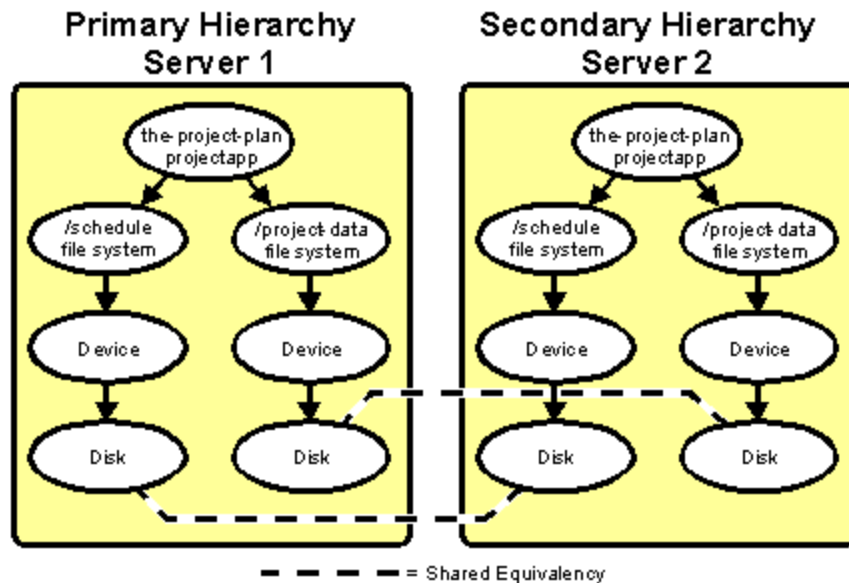 Primary Hierarchy
Server 1
Secondary Hierarchy
Server 2
the-project-plan
projectapp
/schedule
file system
/project-data
file system
Device
Device
Disk
Disk
the-project-plan
projectapp
/schedule
file system
/project-data
file system
Device
Device
Disk
Disk
= Shared Equivalency